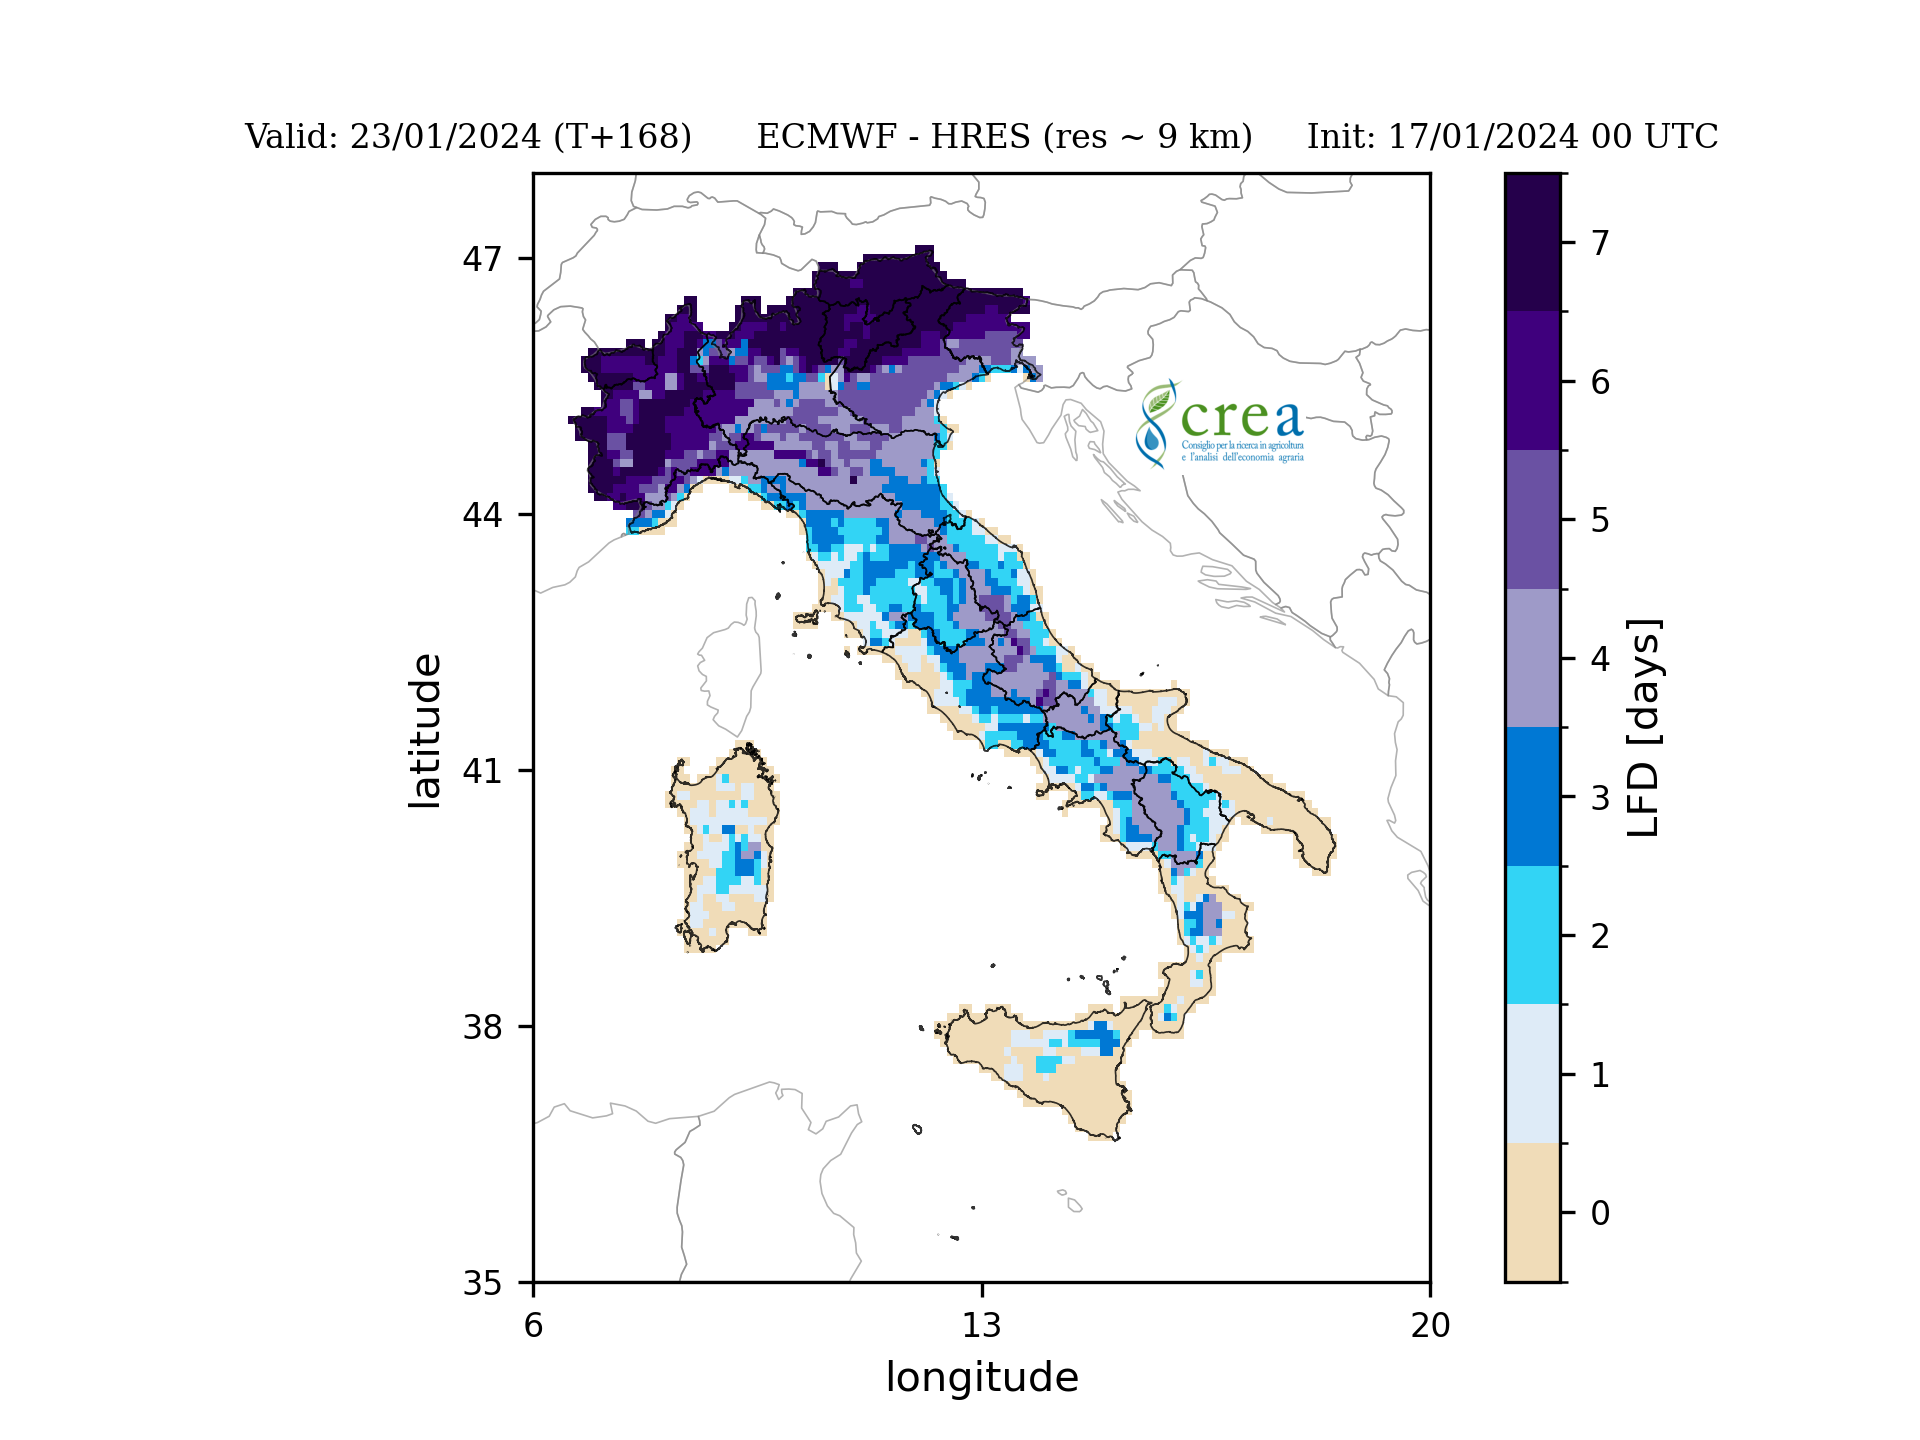 Valid: 23/01/2024 (T+168) ECMWF - HRES (res ~ 9 km) Init: 17/01/2024 00 UTC
47
44
41
38
35
6 13 20
latitude
longitude
crea
Consiglio per la ricerca in agricoltura
e l'analisi dell'economia agraria
7
6
5
4
3
2
1
0
LFD [days]